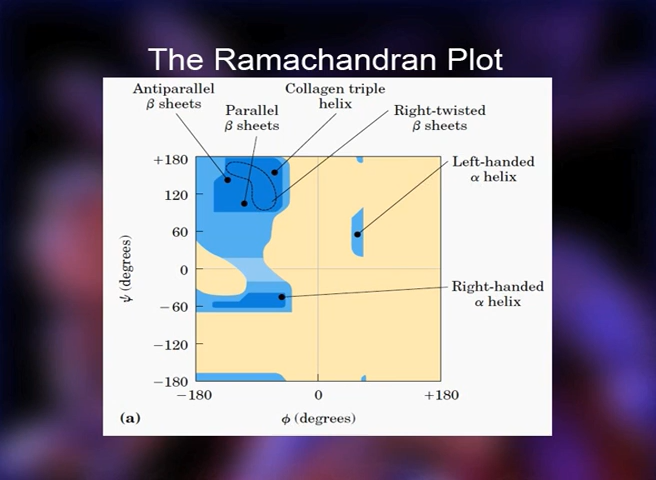 The Ramachandran Plot
Antiparallel
β sheets
Parallel
β sheets
Collagen triple
helix
Right-twisted
β sheets
Left-handed
α helix
Right-handed
α helix
+180
120
60
0
−60
−120
−180
ψ (degrees)
−180
0
+180
(a)
ϕ (degrees)